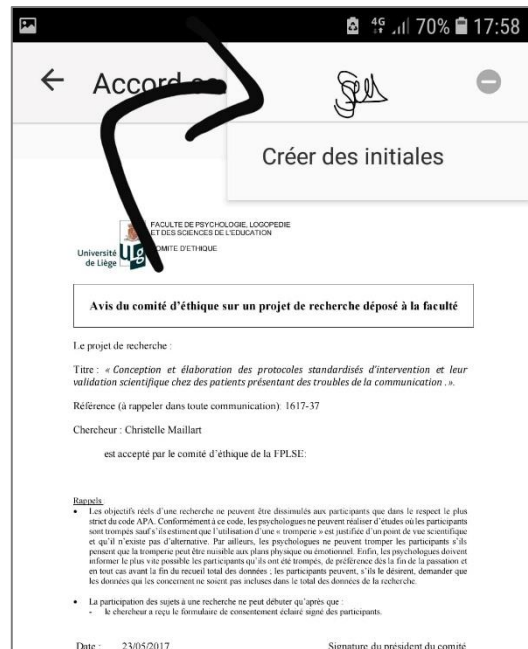 4G 70% 17:58
Accord
Créer des initiales
FACULTE DE PSYCHOLOGIE, LOGOPEDIE
ET DES SCIENCES DE L'EDUCATION
COMITE D'ETHIQUE
Université
de Liège
Avis du comité d'éthique sur un projet de recherche déposé à la faculté
Le projet de recherche :
Titre : « Conception et élaboration des protocoles standardisés d'intervention et leur
validation scientifique chez des patients présentant des troubles de la communication . ».
Référence (à rappeler dans toute communication): 1617-37
Chercheur : Christelle Maillart
est accepté par le comité d'éthique de la FPLSE:
Rappels :
• Les objectifs réels d'une recherche ne peuvent être dissimulés aux participants que dans le respect le plus
strict du code APA. Conformément à ce code, les psychologues ne peuvent réaliser d'études où les participants
sont trompés sauf s'ils estiment que l'utilisation d'une « tromperie » est justifiée d'un point de vue scientifique
et qu'il n'existe pas d'alternative. Par ailleurs, les psychologues ne peuvent tromper les participants s'ils
pensent que la tromperie peut être nuisible aux plans physique ou émotionnel. Enfin, les psychologues doivent
informer le plus vite possible les participants qu'ils ont été trompés, de préférence dès la fin de la passation et
en tout cas avant la fin du recueil total des données ; les participants peuvent, s'ils le désirent, demander que
les données qui les concernent ne soient pas incluses dans le total des données de la recherche.
• La participation des sujets à une recherche ne peut débuter qu'après que :
- le chercheur a reçu le formulaire de consentement éclairé signé des participants.
Date : 23/05/2017 Signature du président du comité